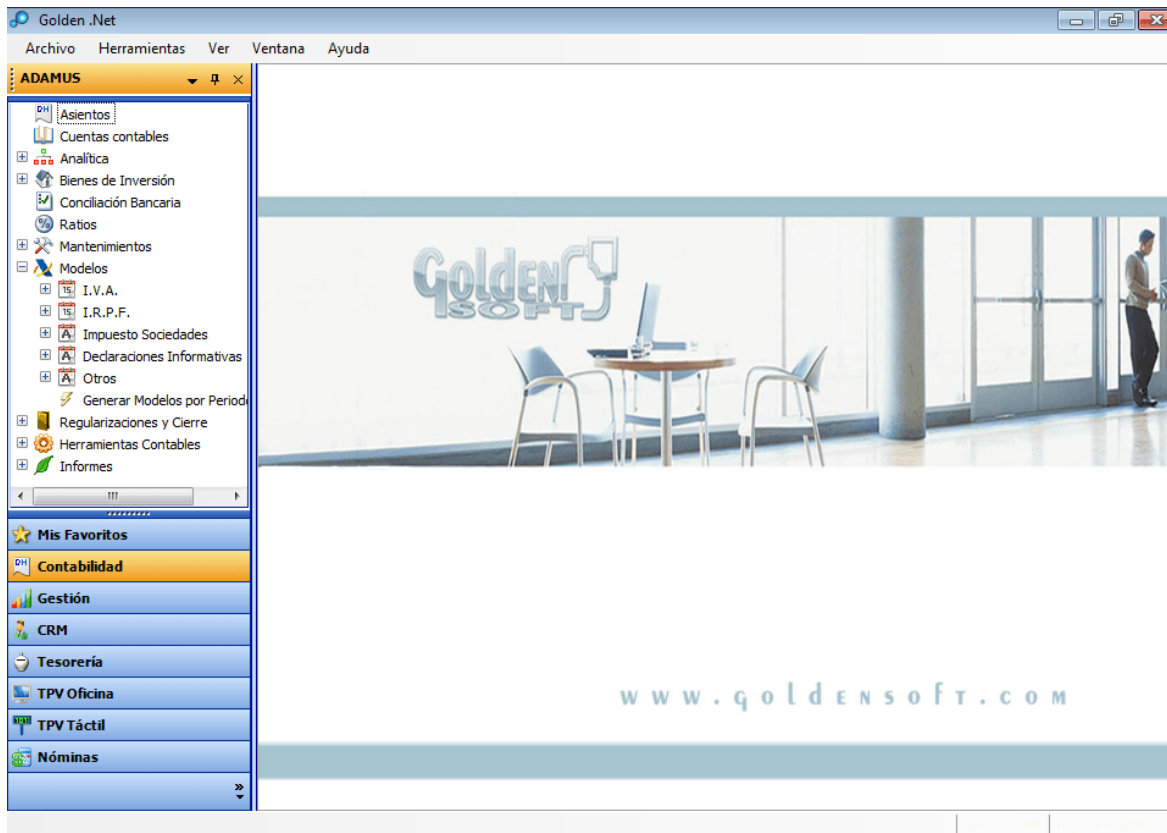 Golden .Net
Archivo Herramientas Ver Ventana Ayuda
ADAMUS
Asientos
Cuentas contables
Analítica
Bienes de Inversión
Conciliación Bancaria
Ratios
Mantenimientos
Modelos
I.V.A.
I.R.P.F.
Impuesto Sociedades
Declaraciones Informativas
Otros
Generar Modelos por Period
Regularizaciones y Cierre
Herramientas Contables
Informes
Mis Favoritos
Contabilidad
Gestión
CRM
Tesorería
TPV Oficina
TPV Táctil
Nóminas
Golden
SOFT
www.goldensoft.com